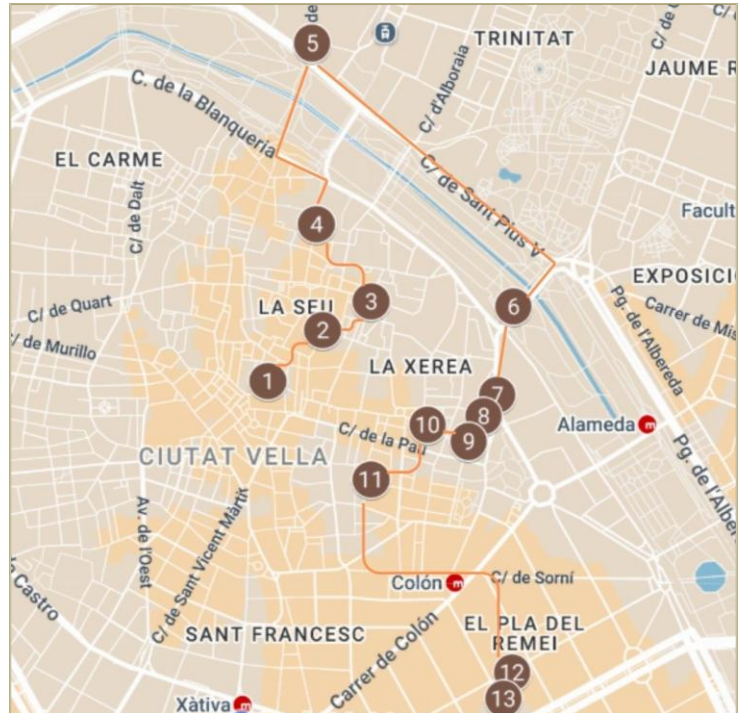 5
TRINITAT
JAUME R
C/ d'Alboraia
C. de la Blanqueria
EL CARME
C/ de Dalt
C/ de Sant Pius V
4
Facult
3
6
EXPOSICI
LA SEU
2
C/ de Quart
C/ de Murillo
Carrer de Mis
Pg. de l'Albereda
1
LA XEREA
7
8
10
9
Alameda
C/ de la Pau
CIUTAT VELLA
11
Pg. de l'Alber
Av. de l'Oest
C/ de Sant Vicent Màrtir
Castro
Colón
C/ de Sorní
SANT FRANCESC
Carrer de Colón
EL PLA DEL
REMEI
12
13
Xàtiva